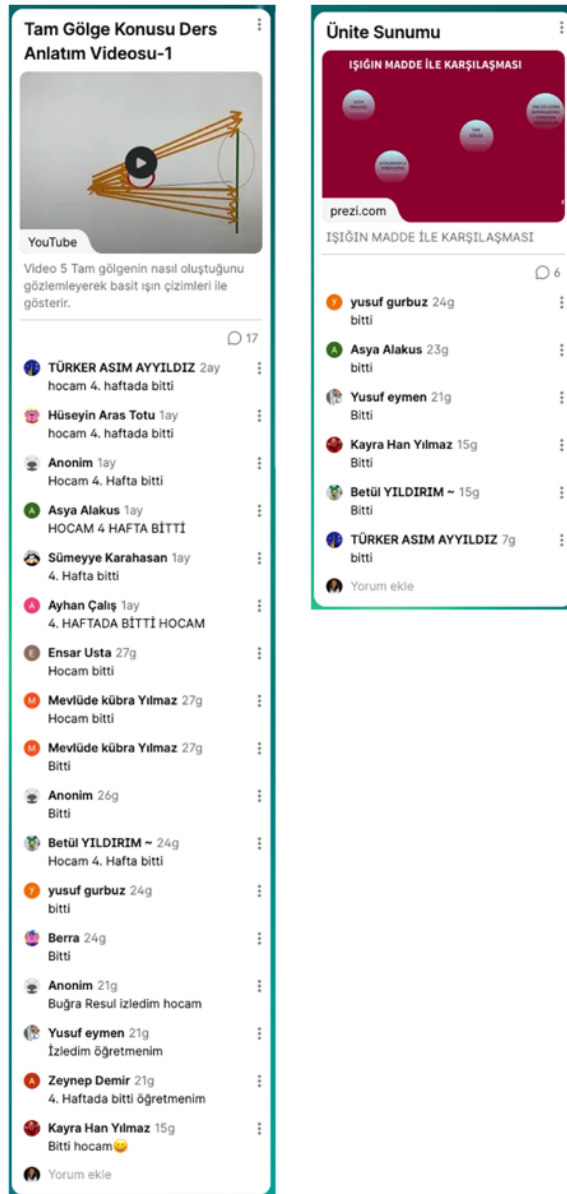 Tam Gölge Konusu Ders
Anlatım Videosu-1
YouTube
Video 5 Tam gölgenin nasıl oluştuğunu
gözlemleyerek basit ışın çizimleri ile
gösterir.
17
TÜRKER ASIM AYYILDIZ 2ay
hocam 4. haftada bitti
Hüseyin Aras Totu 1ay
hocam 4. haftada bitti
Anonim 1ay
Hocam 4. Hafta bitti
A Asya Alakus 1ay
HOCAM 4 HAFTA BİTTİ
Sümeyye Karahasan 1ay
4. Hafta bitti
A Ayhan Çalış 1ay
4. HAFTADA BİTTİ HOCAM
E Ensar Usta 27g
Hocam bitti
M Mevlüde kübra Yılmaz 27g
Hocam bitti
M Mevlüde kübra Yılmaz 27g
Bitti
Anonim 26g
Bitti
Betül YILDIRIM ~ 24g
Hocam 4. Hafta bitti
y yusuf gurbuz 24g
bitti
Berra 24g
Bitti
Anonim 21g
Buğra Resul izledim hocam
Yusuf eymen 21g
İzledim öğretmenim
A Zeynep Demir 21g
4. Haftada bitti öğretmenim
Kayra Han Yılmaz 15g
Bitti hocam😄
Yorum ekle
Ünite Sunumu
IŞIĞIN MADDE İLE KARŞILAŞMASI
prezi.com
IŞIĞIN MADDE İLE KARŞILAŞMASI
6
y yusuf gurbuz 24g
bitti
A Asya Alakus 23g
bitti
Yusuf eymen 21g
Bitti
Kayra Han Yılmaz 15g
Bitti
Betül YILDIRIM ~ 15g
Bitti
TÜRKER ASIM AYYILDIZ 7g
bitti
Yorum ekle